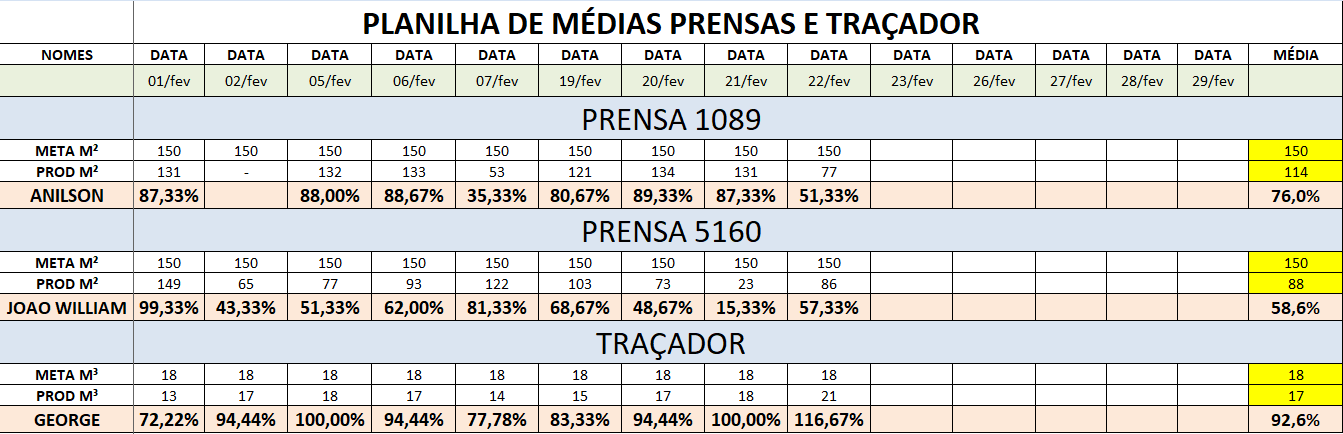 PLANILHA DE MÉDIAS PRENSAS E TRAÇADOR
NOMES DATA DATA DATA DATA DATA DATA DATA DATA DATA DATA DATA DATA DATA DATA MÉDIA
01/fev 02/fev 05/fev 06/fev 07/fev 19/fev 20/fev 21/fev 22/fev 23/fev 26/fev 27/fev 28/fev 29/fev
PRENSA 1089
META M² 150 150 150 150 150 150 150 150 150 150
PROD M² 131 - 132 133 53 121 134 131 77 114
ANILSON 87,33% 88,00% 88,67% 35,33% 80,67% 89,33% 87,33% 51,33% 76,0%
PRENSA 5160
META M² 150 150 150 150 150 150 150 150 150 150
PROD M² 149 65 77 93 122 103 73 23 86 88
JOAO WILLIAM 99,33% 43,33% 51,33% 62,00% 81,33% 68,67% 48,67% 15,33% 57,33% 58,6%
TRAÇADOR
META M³ 18 18 18 18 18 18 18 18 18 18
PROD M³ 13 17 18 17 14 15 17 18 21 17
GEORGE 72,22% 94,44% 100,00% 94,44% 77,78% 83,33% 94,44% 100,00% 116,67% 92,6%